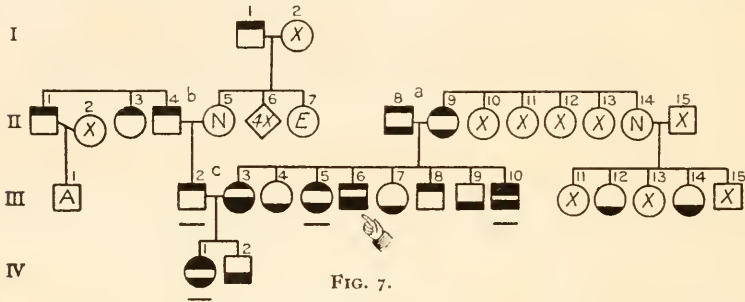 I 1 2 X
1 2 3 4 b 5 6 7 8 a 9 10 11 12 13 14 15
II X N 4X E X X X X N X
1 2 c 3 4 5 6 7 8 9 10 11 12 13 14 15
III A X X X
1 2
IV
FIG. 7.